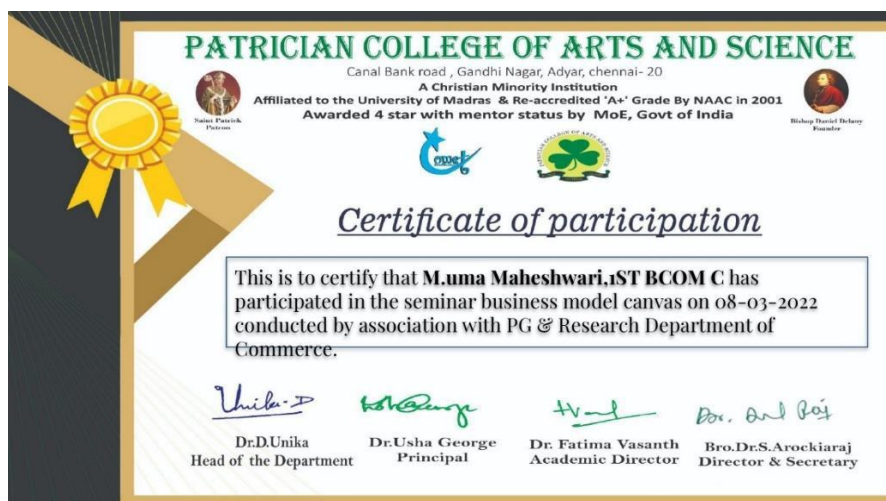 PATRICIAN COLLEGE OF ARTS AND SCIENCE
Canal Bank road , Gandhi Nagar, Adyar, chennai- 20
A Christian Minority Institution
Affiliated to the University of Madras & Re-accredited 'A+' Grade By NAAC in 2001
Awarded 4 star with mentor status by MoE, Govt of India
Saint Patrick
Patron
Bishop Daniel Delany
Founder
Certificate of participation
This is to certify that M.uma Maheshwari,1ST BCOM C has
participated in the seminar business model canvas on 08-03-2022
conducted by association with PG & Research Department of
Commerce.
Unika-D
Dr.D.Unika
Head of the Department
Dr.Usha George
Principal
Dr. Fatima Vasanth
Academic Director
Bro.Dr.S.Arockiaraj
Director & Secretary